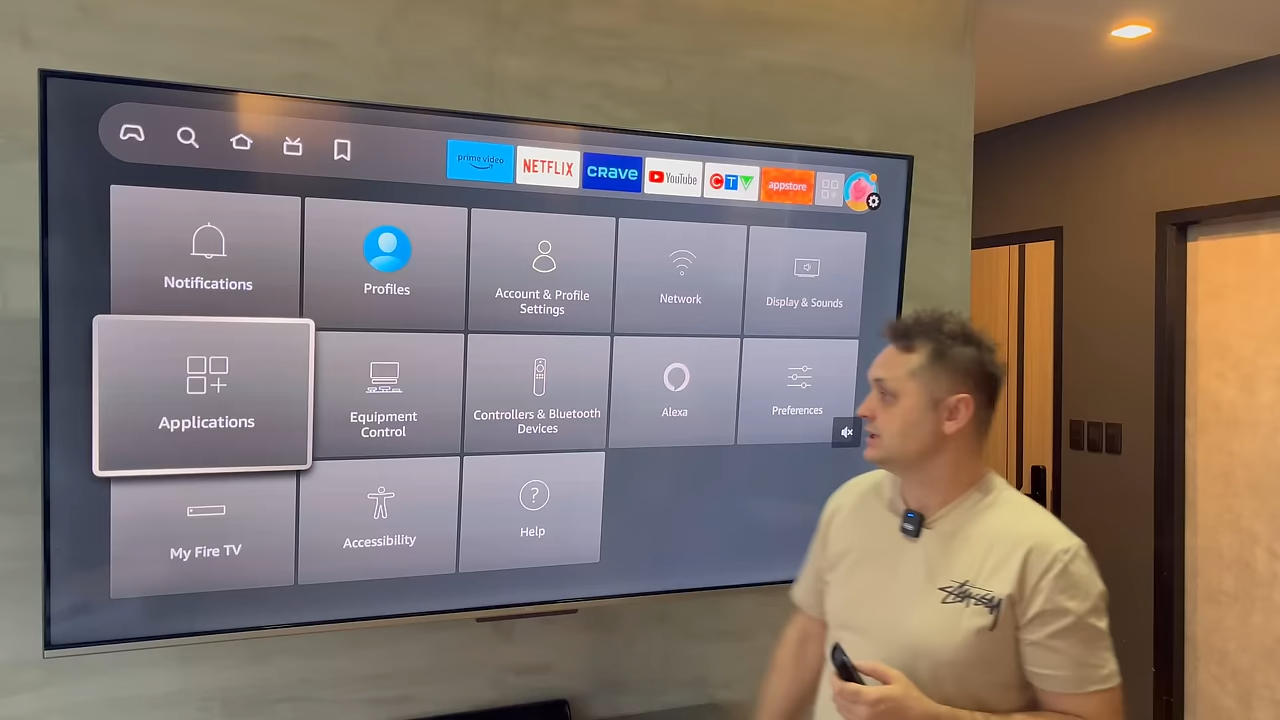 prime video
NETFLIX
CRAVE
YouTube
CTV
appstore
Notifications
Profiles
Account & Profile
Settings
Network
Display & Sounds
Applications
Equipment
Control
Controllers & Bluetooth
Devices
Alexa
Preferences
My Fire TV
Accessibility
?
Help
STUSSY